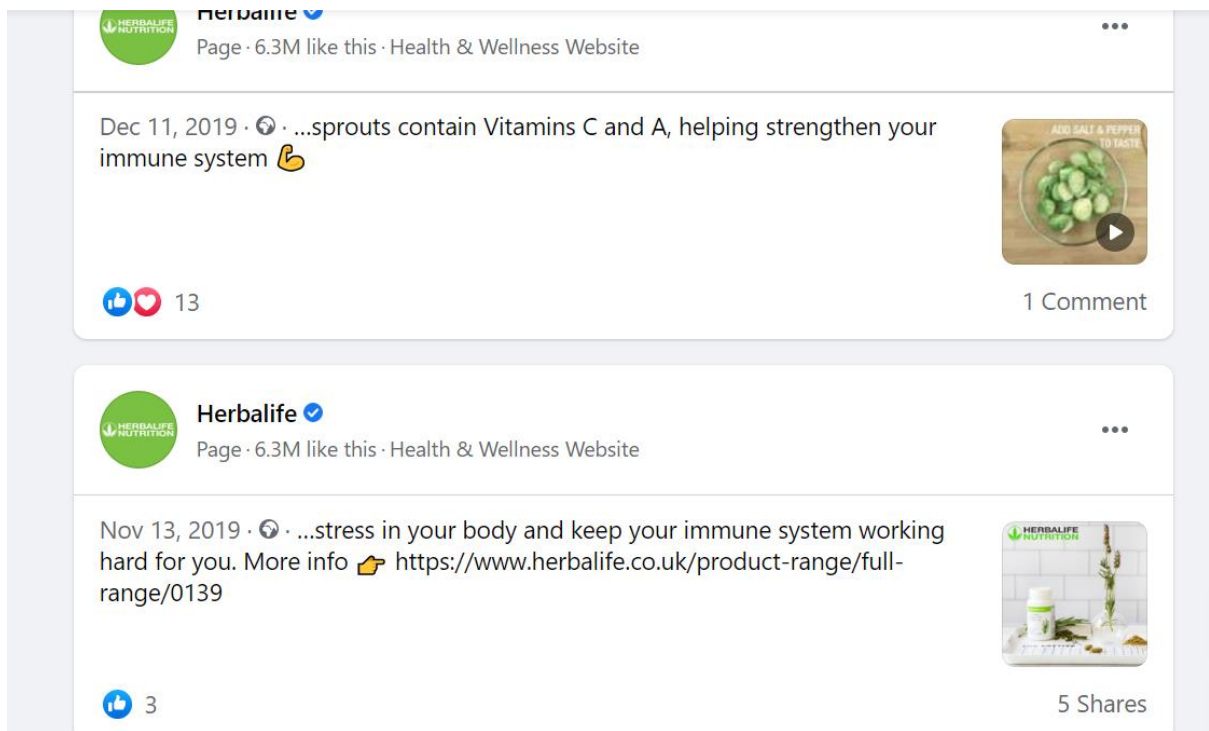 HERBALIFE
NUTRITION
Herbalife
Page · 6.3M like this · Health & Wellness Website
Dec 11, 2019 · ...sprouts contain Vitamins C and A, helping strengthen your
immune system 💪
ADD SALT & PEPPER
TO TASTE
13
1 Comment
HERBALIFE
NUTRITION
Herbalife
Page · 6.3M like this · Health & Wellness Website
Nov 13, 2019 · ...stress in your body and keep your immune system working
hard for you. More info 👉 https://www.herbalife.co.uk/product-range/full-
range/0139
HERBALIFE
NUTRITION
3
5 Shares